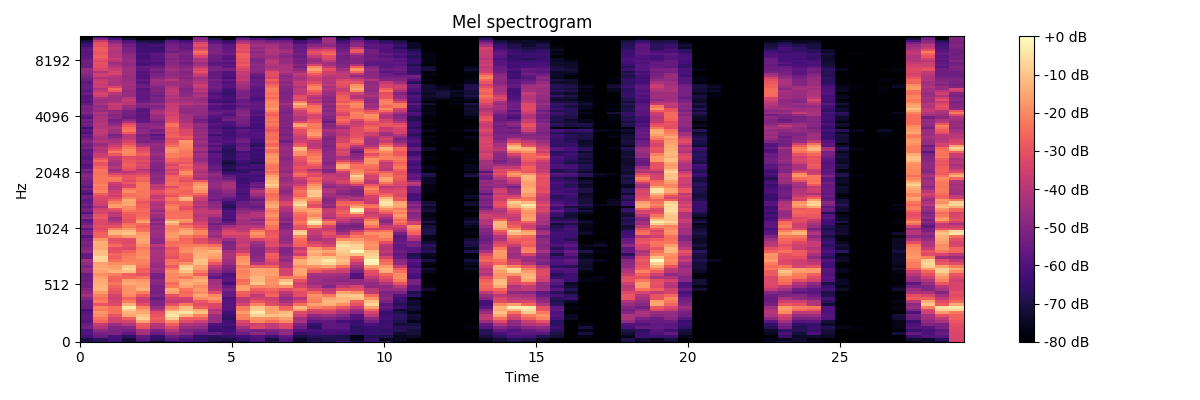 Mel spectrogram
Hz
8192
4096
2048
1024
512
0
0 5 10 15 20 25
Time
+0 dB
-10 dB
-20 dB
-30 dB
-40 dB
-50 dB
-60 dB
-70 dB
-80 dB